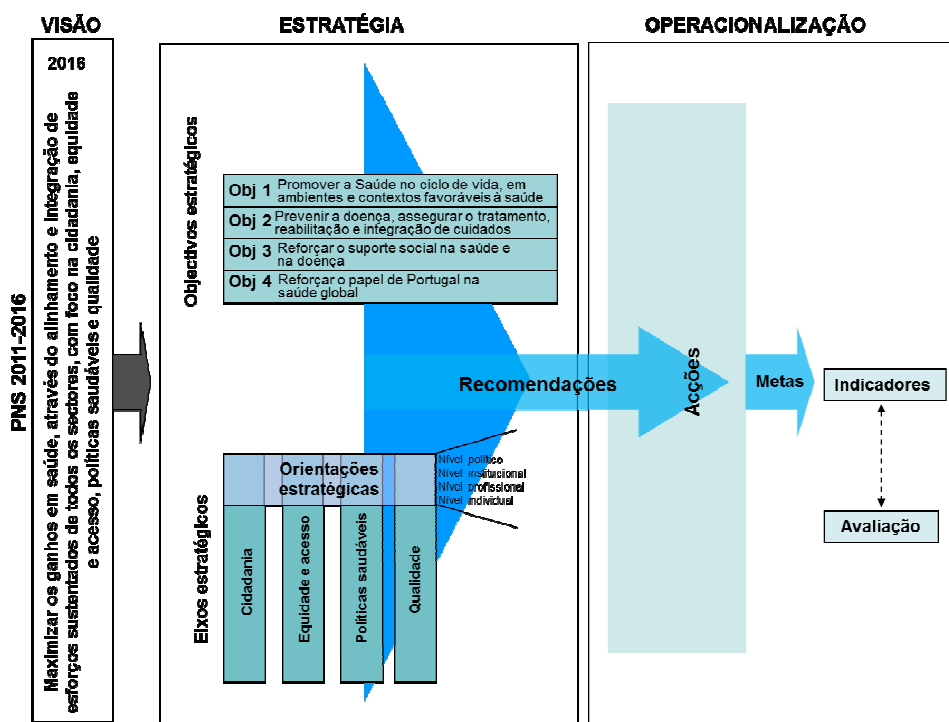 VISÃO
ESTRATÉGIA
OPERACIONALIZAÇÃO
PNS 2011-2016
2016
Maximizar os ganhos em saúde, através do alinhamento e integração de
esforços sustentados de todos os sectores, com foco na cidadania, equidade
e acesso, políticas saudáveis e qualidade
Objectivos estratégicos
Obj 1 Promover a Saúde no ciclo de vida, em
ambientes e contextos favoráveis à saúde
Obj 2 Prevenir a doença, assegurar o tratamento,
reabilitação e integração de cuidados
Obj 3 Reforçar o suporte social na saúde e
na doença
Obj 4 Reforçar o papel de Portugal na
saúde global
Recomendações
Acções
Metas
Indicadores
Avaliação
Orientações
estratégicas
Nível político
Nível institucional
Nível profissional
Nível individual
Eixos estratégicos
Cidadania
Equidade e acesso
Políticas saudáveis
Qualidade